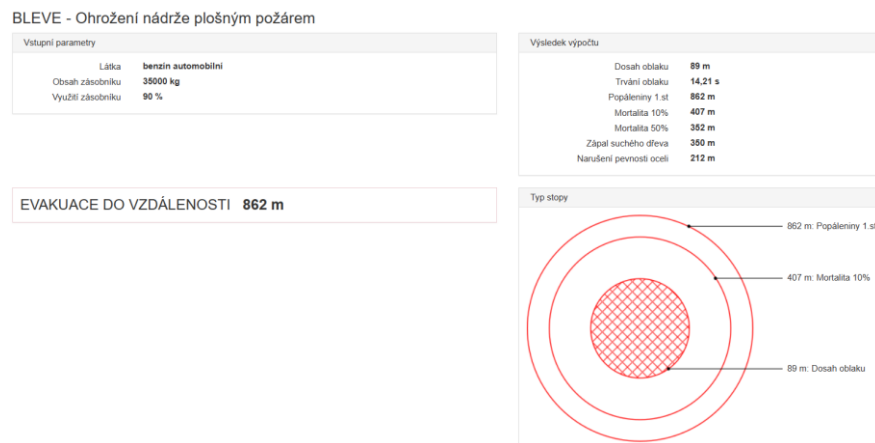 BLEVE - Ohrožení nádrže plošným požárem
Vstupní parametry
Látka benzin automobilní
Obsah zásobníku 35000 kg
Využití zásobníku 90 %
Výsledek výpočtu
Dosah oblaku 89 m
Trvání oblaku 14,21 s
Popáleniny 1.st 862 m
Mortalita 10% 407 m
Mortalita 50% 352 m
Zápal suchého dřeva 350 m
Narušení pevnosti oceli 212 m
EVAKUACE DO VZDÁLENOSTI 862 m
Typ stopy
862 m: Popáleniny 1.st
407 m: Mortalita 10%
89 m: Dosah oblaku